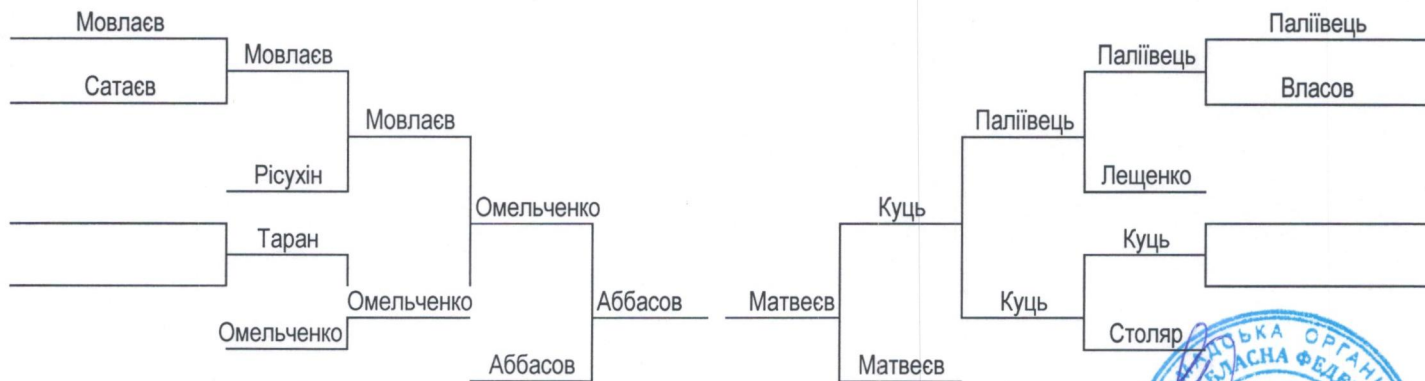 Мовлаєв
Сатаєв
Мовлаєв
Рісухін
Мовлаєв
Таран
Омельченко
Омельченко
Омельченко
Аббасов
Аббасов
Матвеєв
Матвеєв
Куць
Паліївець
Куць
Паліївець
Лещенко
Куць
Столяр
Паліївець
Власов